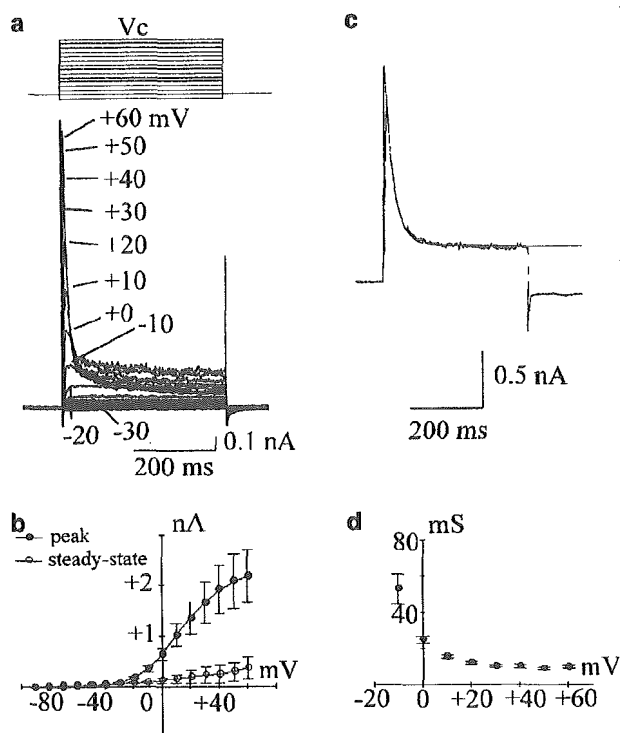 a
Vc
+60 mV
+50
+40
+30
+20
+10
+0
-10
-20
-30
0.1 nA
200 ms
c
0.5 nA
200 ms
b
nA
peak
steady-state
+2
+1
mV
-80
-40
0
+40
d
mS
80
40
mV
-20
0
+20
+40
+60